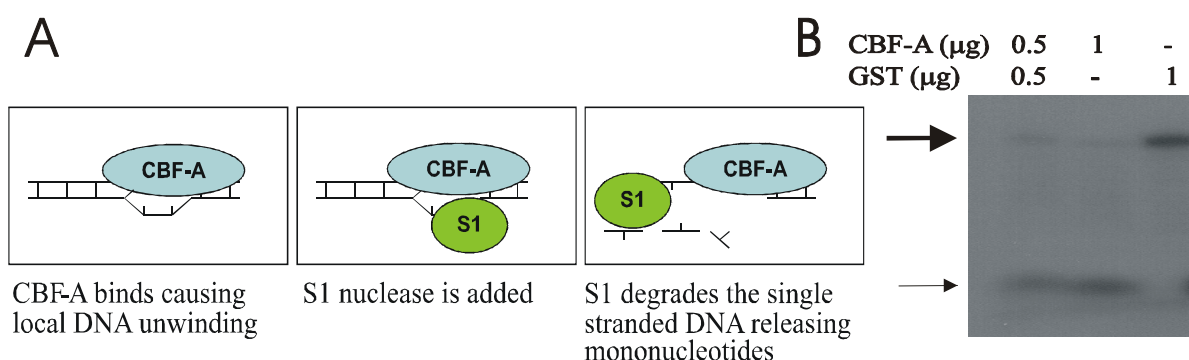 A
B
CBF-A (µg) 0.5 1 -
GST (µg) 0.5 - 1
CBF-A
CBF-A
S1
CBF-A
S1
CBF-A binds causing
local DNA unwinding
S1 nuclease is added
S1 degrades the single
stranded DNA releasing
mononucleotides